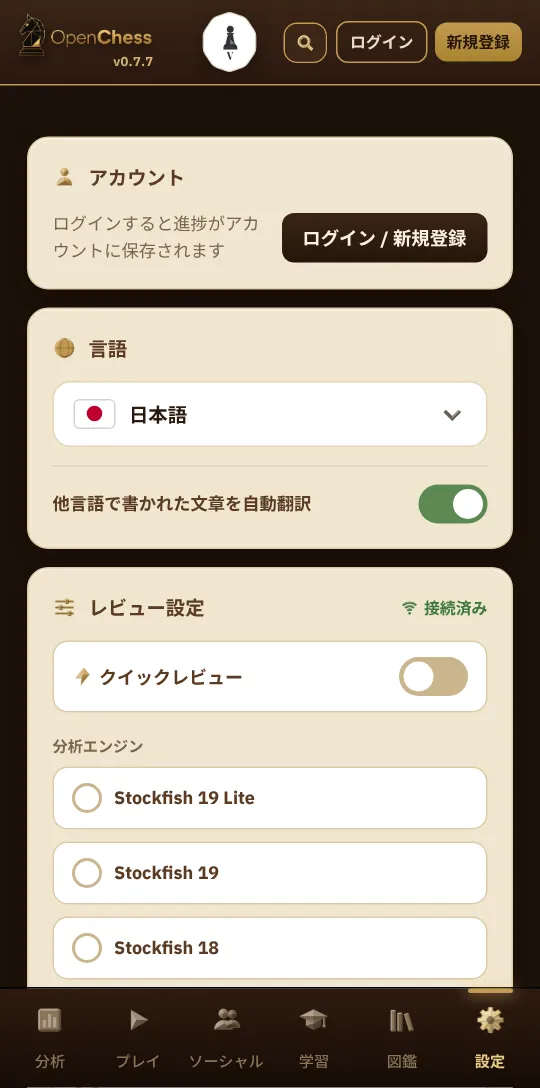 OpenChess
v0.7.7
V
ログイン
新規登録
アカウント
ログインすると進捗がアカ
ウントに保存されます
ログイン / 新規登録
言語
日本語
他言語で書かれた文章を自動翻訳
レビュー設定
接続済み
クイックレビュー
分析エンジン
Stockfish 19 Lite
Stockfish 19
Stockfish 18
分析
プレイ
ソーシャル
学習
図鑑
設定